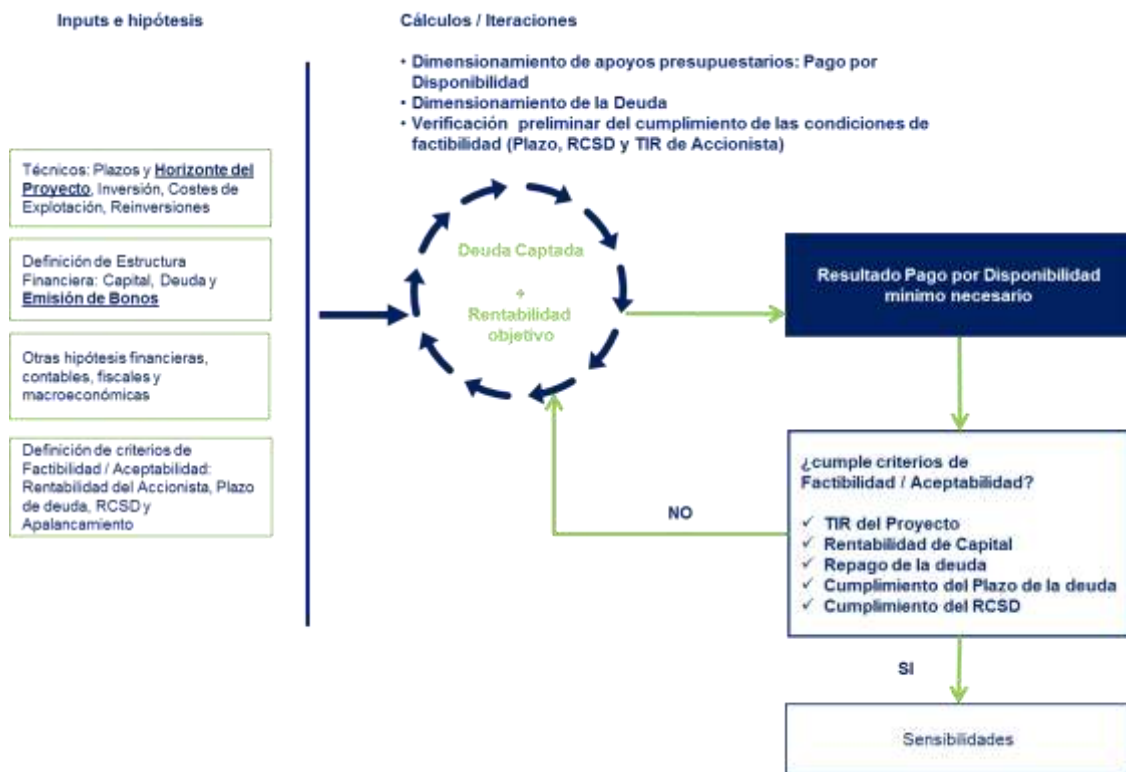 Inputs e hipótesis
Técnicos: Plazos y Horizonte del
Proyecto, Inversión, Costes de
Explotación, Reinversiones
Definición de Estructura
Financiera: Capital, Deuda y
Emisión de Bonos
Otras hipótesis financieras,
contables, fiscales y
macroeconómicas
Definición de criterios de
Factibilidad / Aceptabilidad:
Rentabilidad del Accionista, Plazo
de deuda, RCSD y
Apalancamiento
Cálculos / Iteraciones
• Dimensionamiento de apoyos presupuestarios: Pago por
Disponibilidad
• Dimensionamiento de la Deuda
• Verificación preliminar del cumplimiento de las condiciones de
factibilidad (Plazo, RCSD y TIR de Accionista)
Deuda Captada
+
Rentabilidad
objetivo
Resultado Pago por Disponibilidad
mínimo necesario
¿cumple criterios de
Factibilidad / Aceptabilidad?
✓ TIR del Proyecto
✓ Rentabilidad de Capital
✓ Repago de la deuda
✓ Cumplimiento del Plazo de la deuda
✓ Cumplimiento del RCSD
NO
SI
Sensibilidades